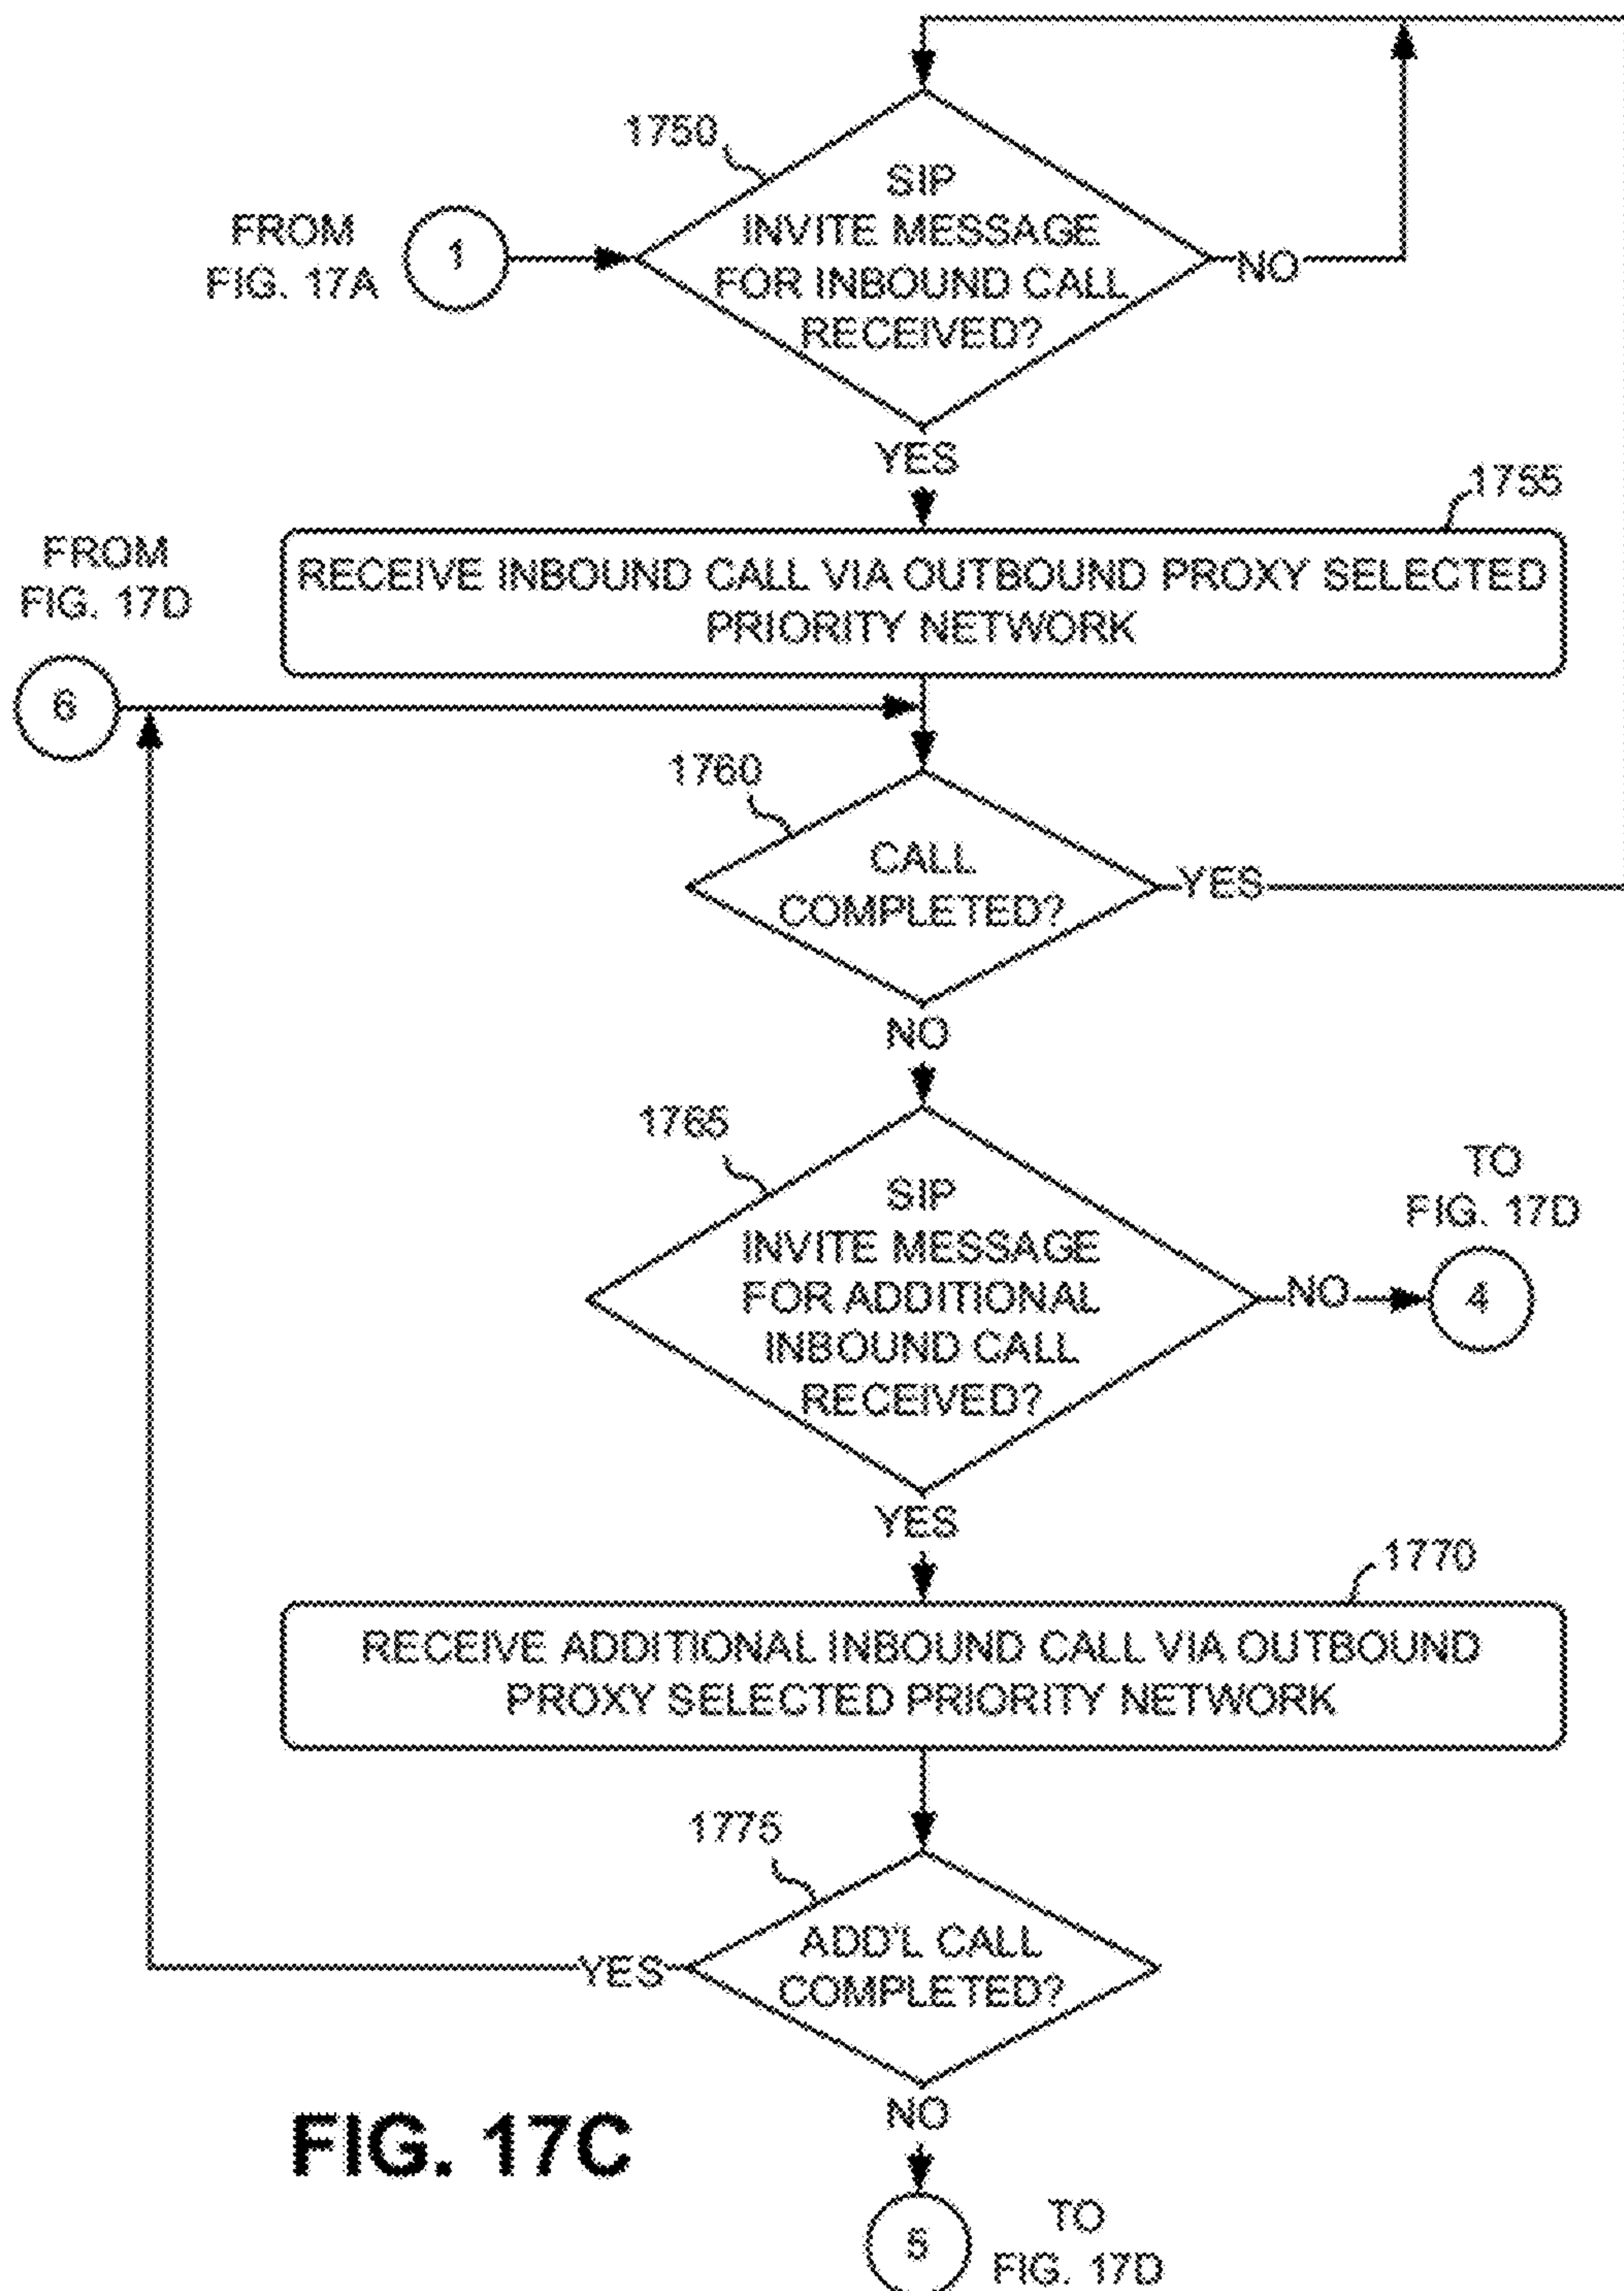 1750
SIP
INVITE MESSAGE
FOR INBOUND CALL
RECEIVED?
FROM
FIG. 17A
1
NO
YES
1755
RECEIVE INBOUND CALL VIA OUTBOUND PROXY SELECTED
PRIORITY NETWORK
FROM
FIG. 17D
6
1760
CALL
COMPLETED?
YES
NO
1765
SIP
INVITE MESSAGE
FOR ADDITIONAL
INBOUND CALL
RECEIVED?
NO
TO
FIG. 17D
4
YES
1770
RECEIVE ADDITIONAL INBOUND CALL VIA OUTBOUND
PROXY SELECTED PRIORITY NETWORK
1775
ADD'L CALL
COMPLETED?
YES
NO
FIG. 17C
5
TO
FIG. 17D